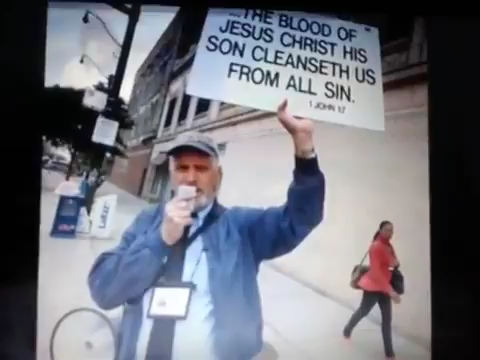 ...THE BLOOD OF
JESUS CHRIST HIS
SON CLEANSETH US
FROM ALL SIN.
1 JOHN 1:7